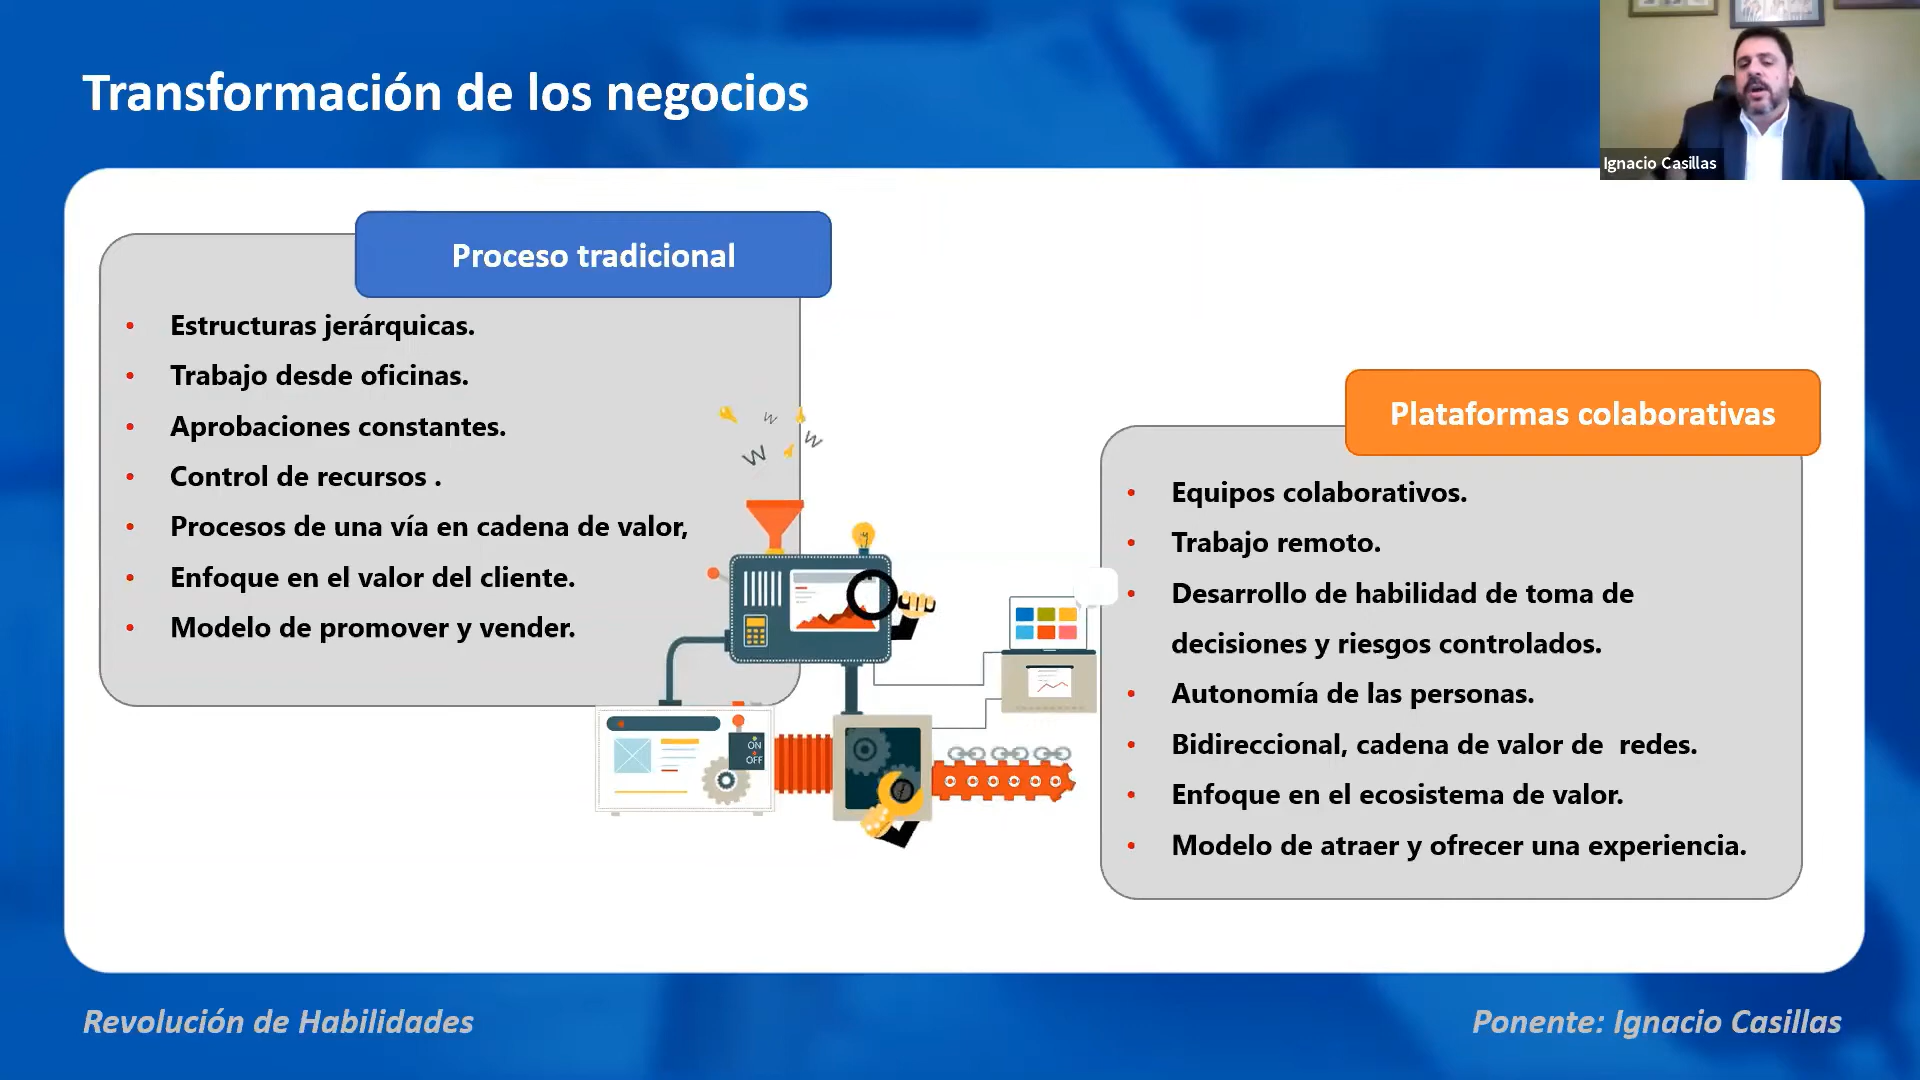 Transformación de los negocios
Ignacio Casillas
Proceso tradicional
• Estructuras jerárquicas.
• Trabajo desde oficinas.
• Aprobaciones constantes.
• Control de recursos .
• Procesos de una vía en cadena de valor,
• Enfoque en el valor del cliente.
• Modelo de promover y vender.
W
W
W
ON
OFF
Plataformas colaborativas
• Equipos colaborativos.
• Trabajo remoto.
• Desarrollo de habilidad de toma de
decisiones y riesgos controlados.
• Autonomía de las personas.
• Bidireccional, cadena de valor de  redes.
• Enfoque en el ecosistema de valor.
• Modelo de atraer y ofrecer una experiencia.
Revolución de Habilidades
Ponente: Ignacio Casillas